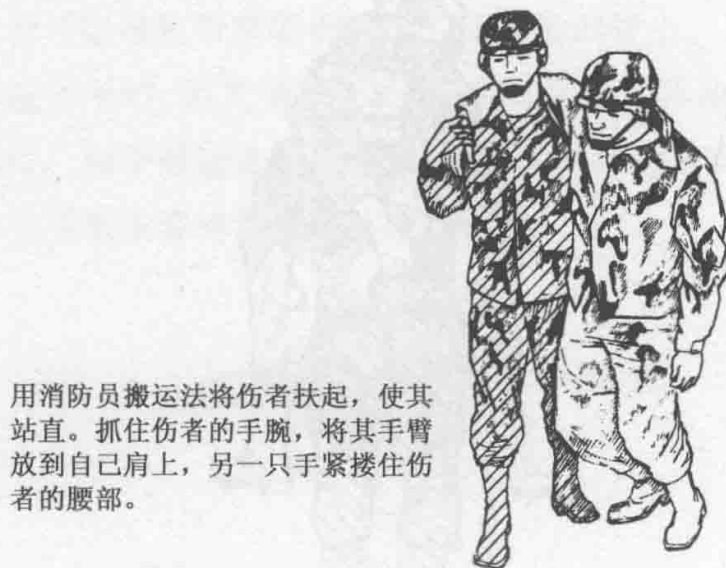 用消防员搬运法将伤者扶起，使其
站直。抓住伤者的手腕，将其手臂
放到自己肩上，另一只手紧搂住伤
者的腰部。